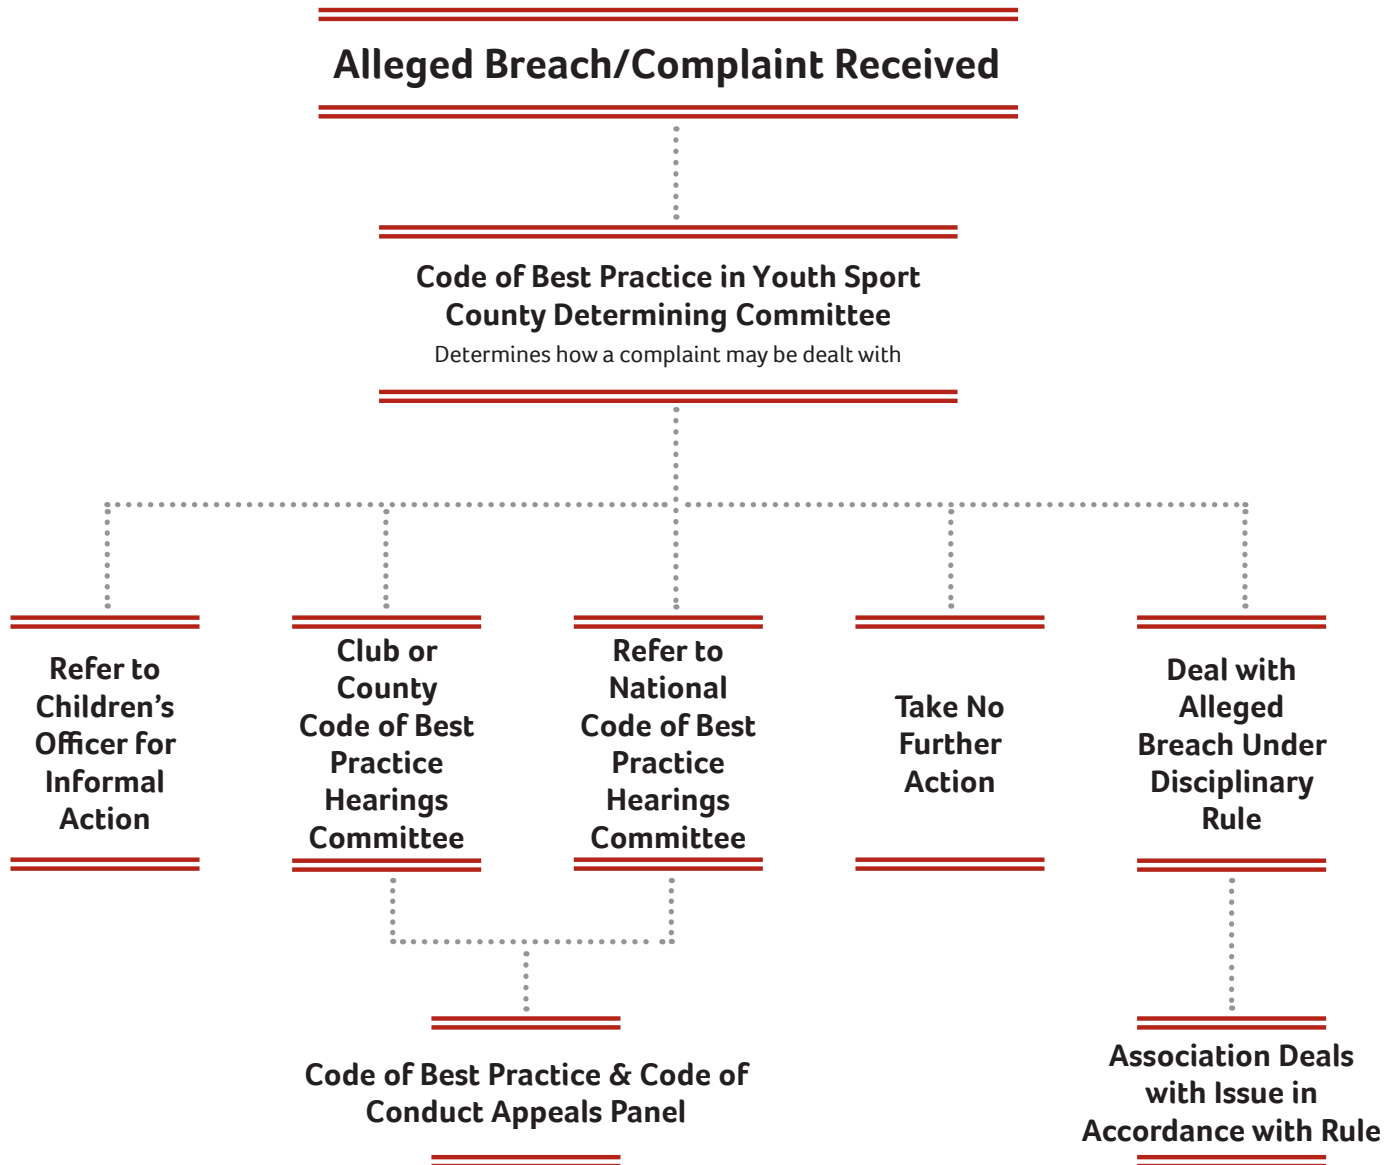 Alleged Breach/Complaint Received
Code of Best Practice in Youth Sport
County Determining Committee
Determines how a complaint may be dealt with
Refer to
Children’s
Officer for
Informal
Action
Club or
County
Code of Best
Practice
Hearings
Committee
Refer to
National
Code of Best
Practice
Hearings
Committee
Take No
Further
Action
Deal with
Alleged
Breach Under
Disciplinary
Rule
Code of Best Practice & Code of
Conduct Appeals Panel
Association Deals
with Issue in
Accordance with Rule